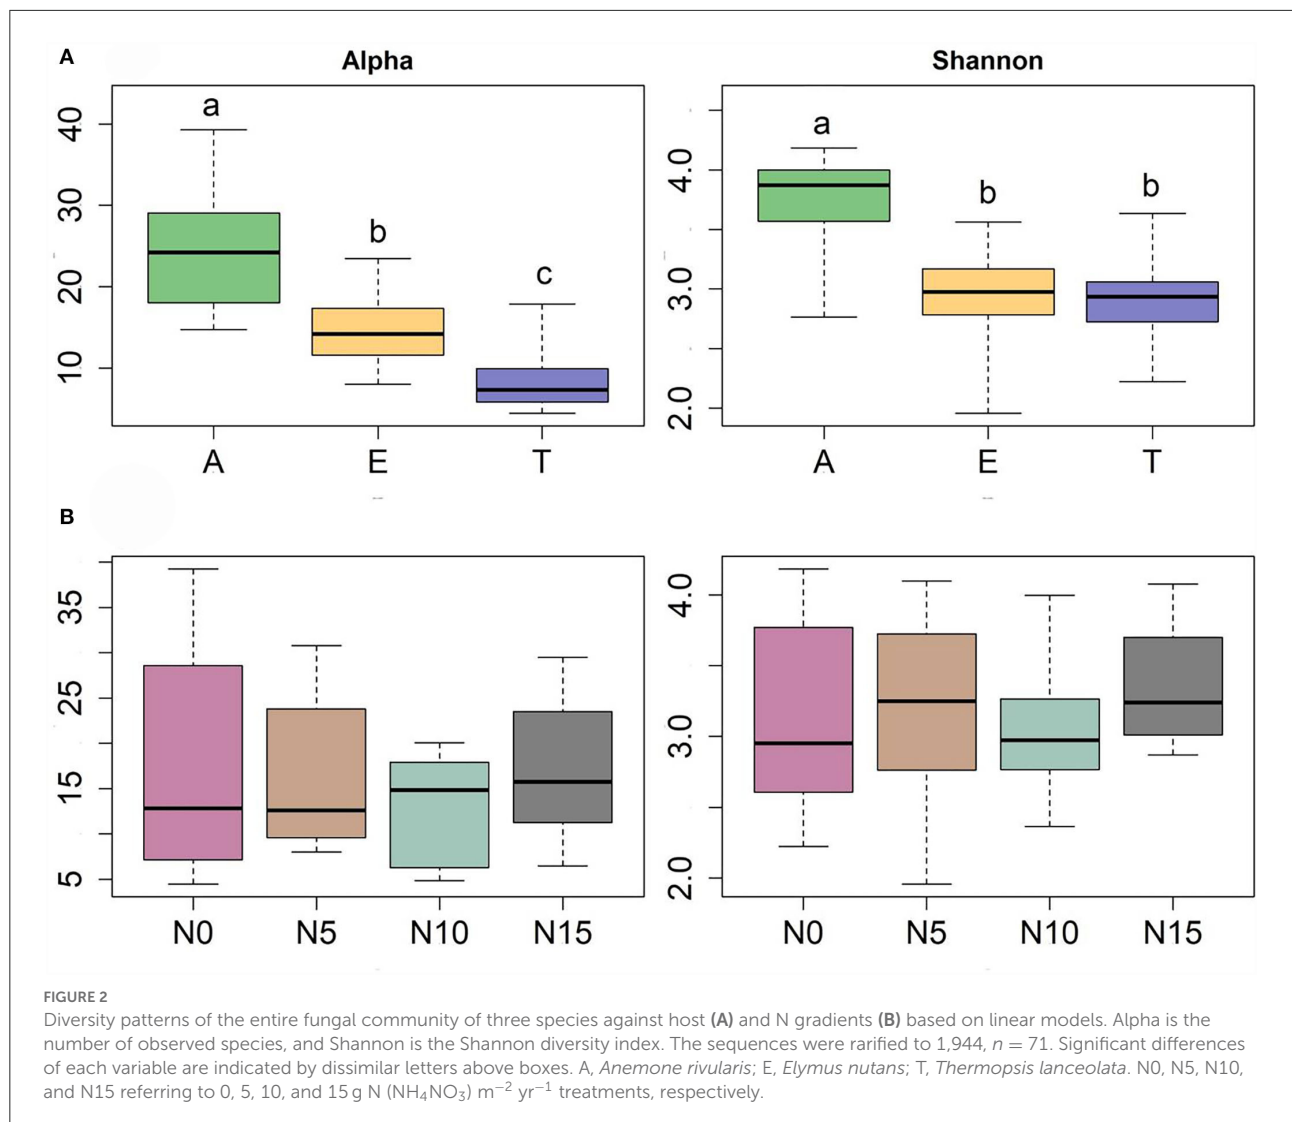 A
Alpha
Shannon
40
30
20
10
a
b
c
A
E
T
4.0
3.0
2.0
a
b
b
A
E
T
B
35
25
15
5
N0
N5
N10
N15
4.0
3.0
2.0
N0
N5
N10
N15
FIGURE 2
Diversity patterns of the entire fungal community of three species against host (A) and N gradients (B) based on linear models. Alpha is the
number of observed species, and Shannon is the Shannon diversity index. The sequences were rarified to 1,944, n = 71. Significant differences
of each variable are indicated by dissimilar letters above boxes. A, Anemone rivularis; E, Elymus nutans; T, Thermopsis lanceolata. N0, N5, N10,
and N15 referring to 0, 5, 10, and 15 g N (NH₄NO₃) m⁻² yr⁻¹ treatments, respectively.